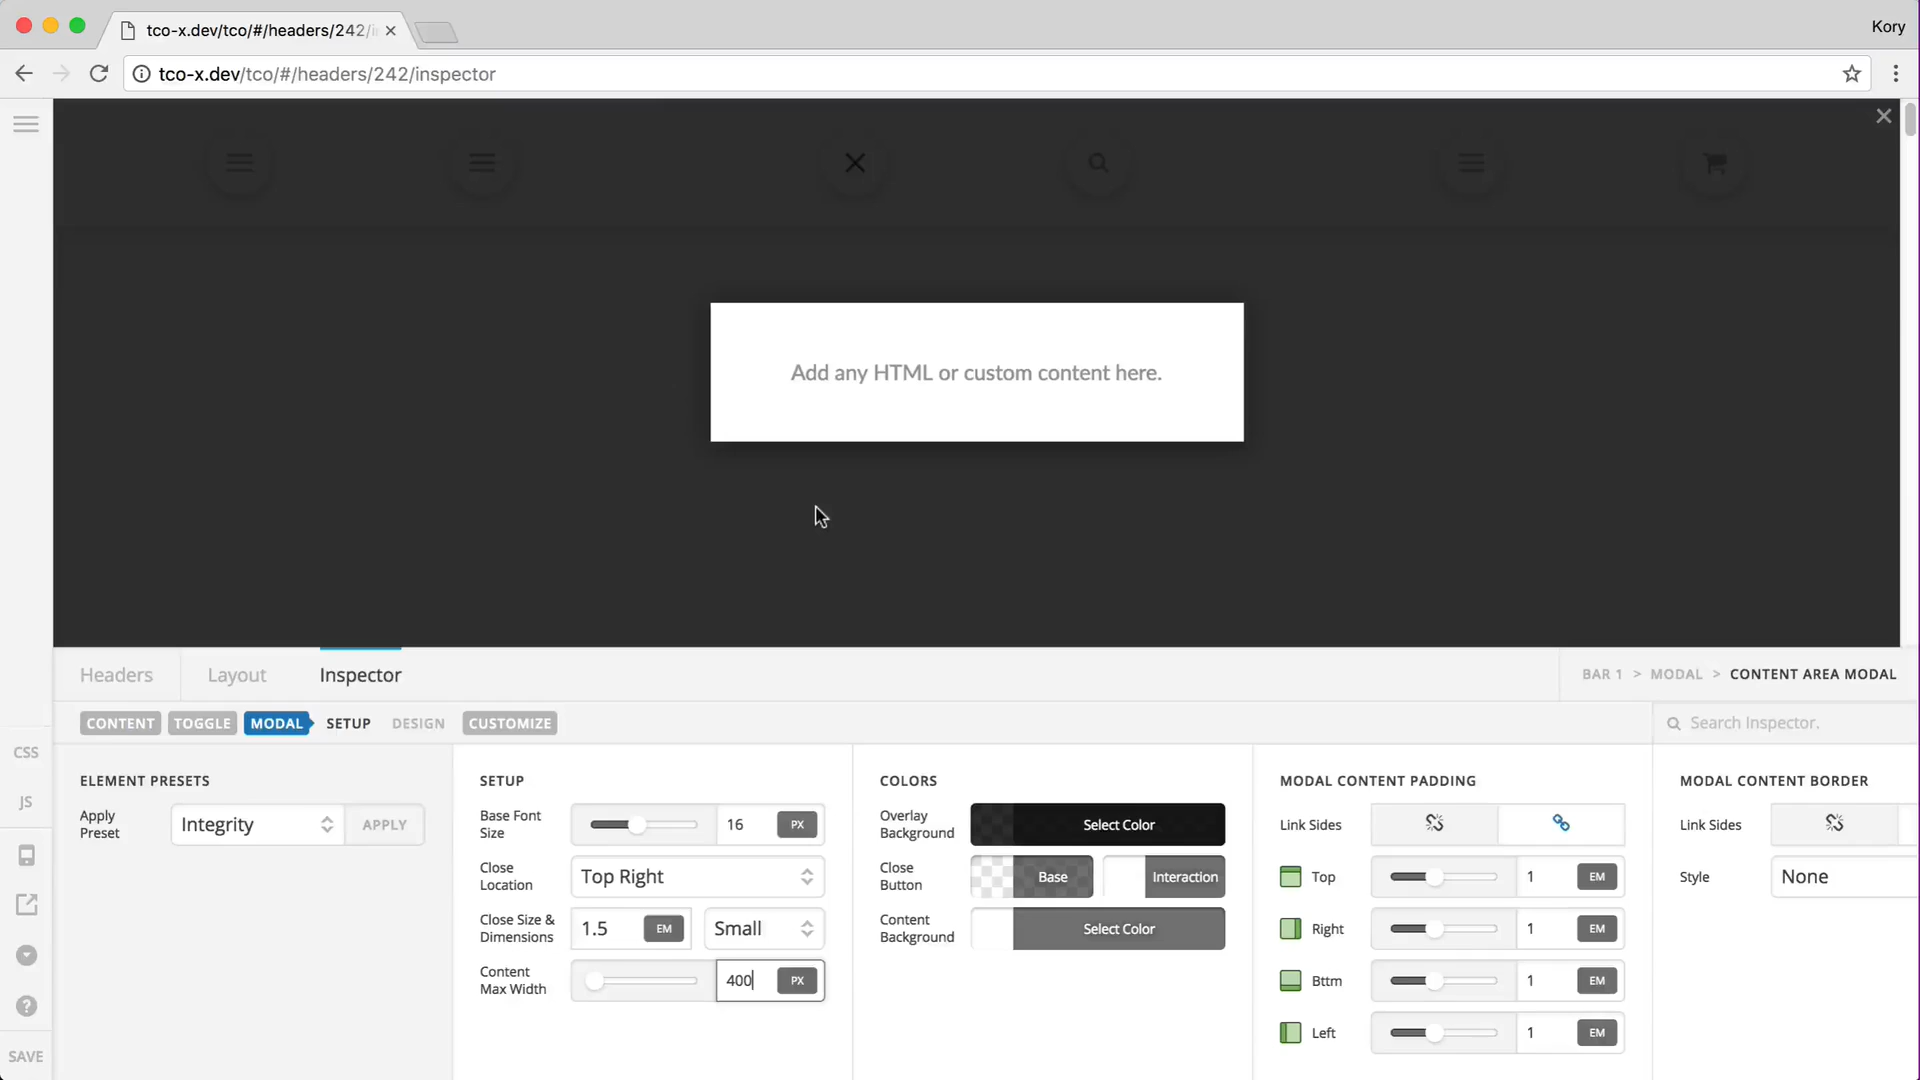 tco-x.dev/tco/#/headers/242/i
Kory
tco-x.dev/tco/#/headers/242/inspector
Add any HTML or custom content here.
Headers
Layout
Inspector
BAR 1 > MODAL > CONTENT AREA MODAL
CONTENT
TOGGLE
MODAL
SETUP
DESIGN
CUSTOMIZE
Search Inspector.
CSS
JS
SAVE
ELEMENT PRESETS
Apply
Preset
Integrity
APPLY
SETUP
Base Font
Size
16 PX
Close
Location
Top Right
Close Size &
Dimensions
1.5 EM
Small
Content
Max Width
400 PX
COLORS
Overlay
Background
Select Color
Close
Button
Base
Interaction
Content
Background
Select Color
MODAL CONTENT PADDING
Link Sides
Top 1 EM
Right 1 EM
Bttm 1 EM
Left 1 EM
MODAL CONTENT BORDER
Link Sides
Style None